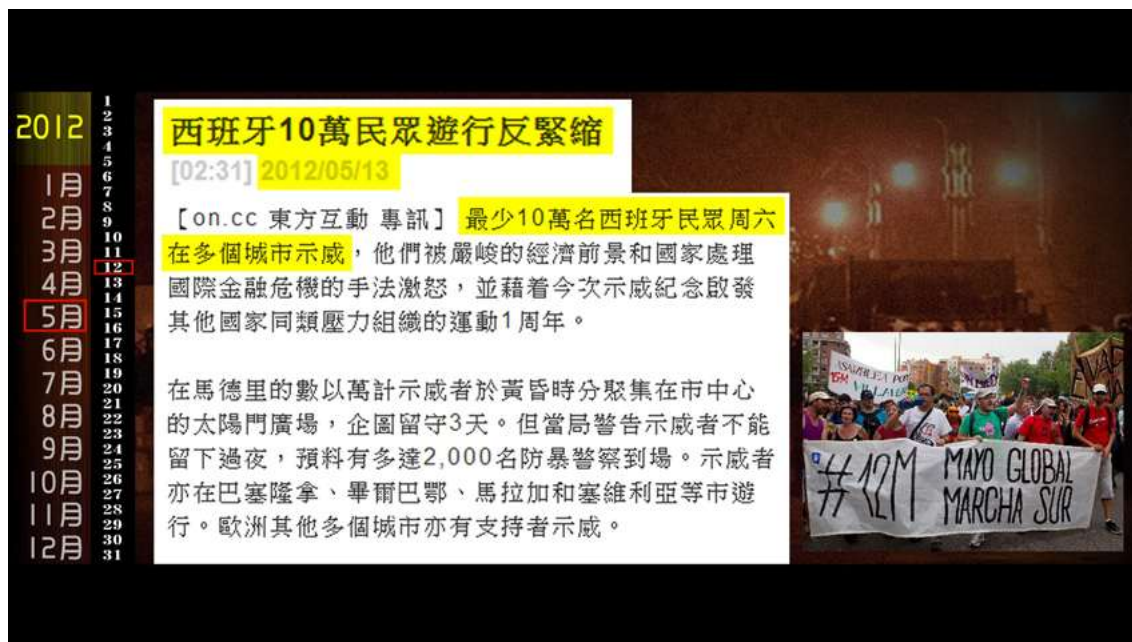 2012
1月
2月
3月
4月
5月
6月
7月
8月
9月
10月
11月
12月
1
2
3
4
5
6
7
8
9
10
11
12
13
14
15
16
17
18
19
20
21
22
23
24
25
26
27
28
29
30
31
西班牙10萬民眾遊行反緊縮
[02:31] 2012/05/13
【on.cc 東方互動 專訊】 最少10萬名西班牙民眾周六
在多個城市示威，他們被嚴峻的經濟前景和國家處理
國際金融危機的手法激怒，並藉着今次示威紀念啟發
其他國家同類壓力組織的運動1周年。
在馬德里的數以萬計示威者於黃昏時分聚集在市中心
的太陽門廣場，企圖留守3天。但當局警告示威者不能
留下過夜，預料有多達2,000名防暴警察到場。示威者
亦在巴塞隆拿、畢爾巴鄂、馬拉加和塞維利亞等市遊
行。歐洲其他多個城市亦有支持者示威。
15M
#12M MAYO GLOBAL
MARCHA SUR